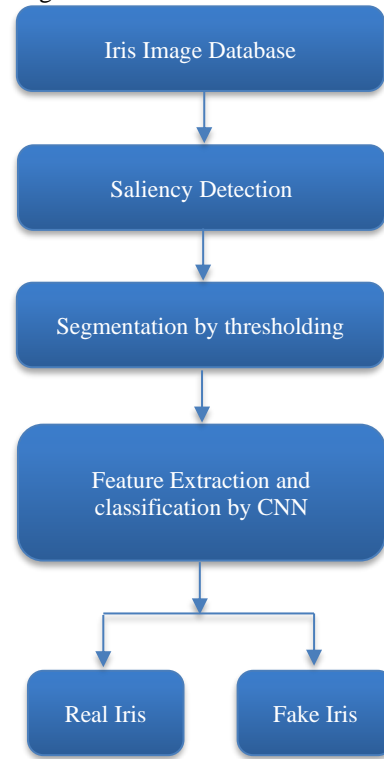 Iris Image Database
Saliency Detection
Segmentation by thresholding
Feature Extraction and
classification by CNN
Real Iris
Fake Iris